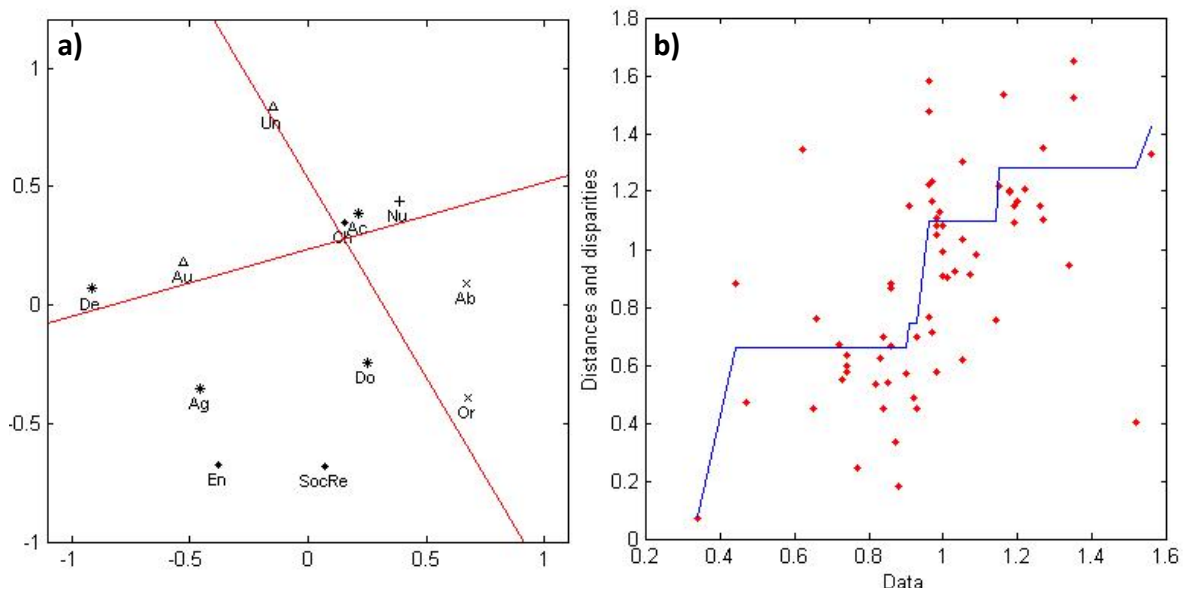 a)
1
0.5
0
-0.5
-1
-1 -0.5 0 0.5 1
Un
Nu
Ac
Ch
Au
De
Ab
Do
Ag
Or
En
SocRe
b)
Distances and disparities
1.8
1.6
1.4
1.2
1
0.8
0.6
0.4
0.2
0
0.2 0.4 0.6 0.8 1 1.2 1.4 1.6
Data